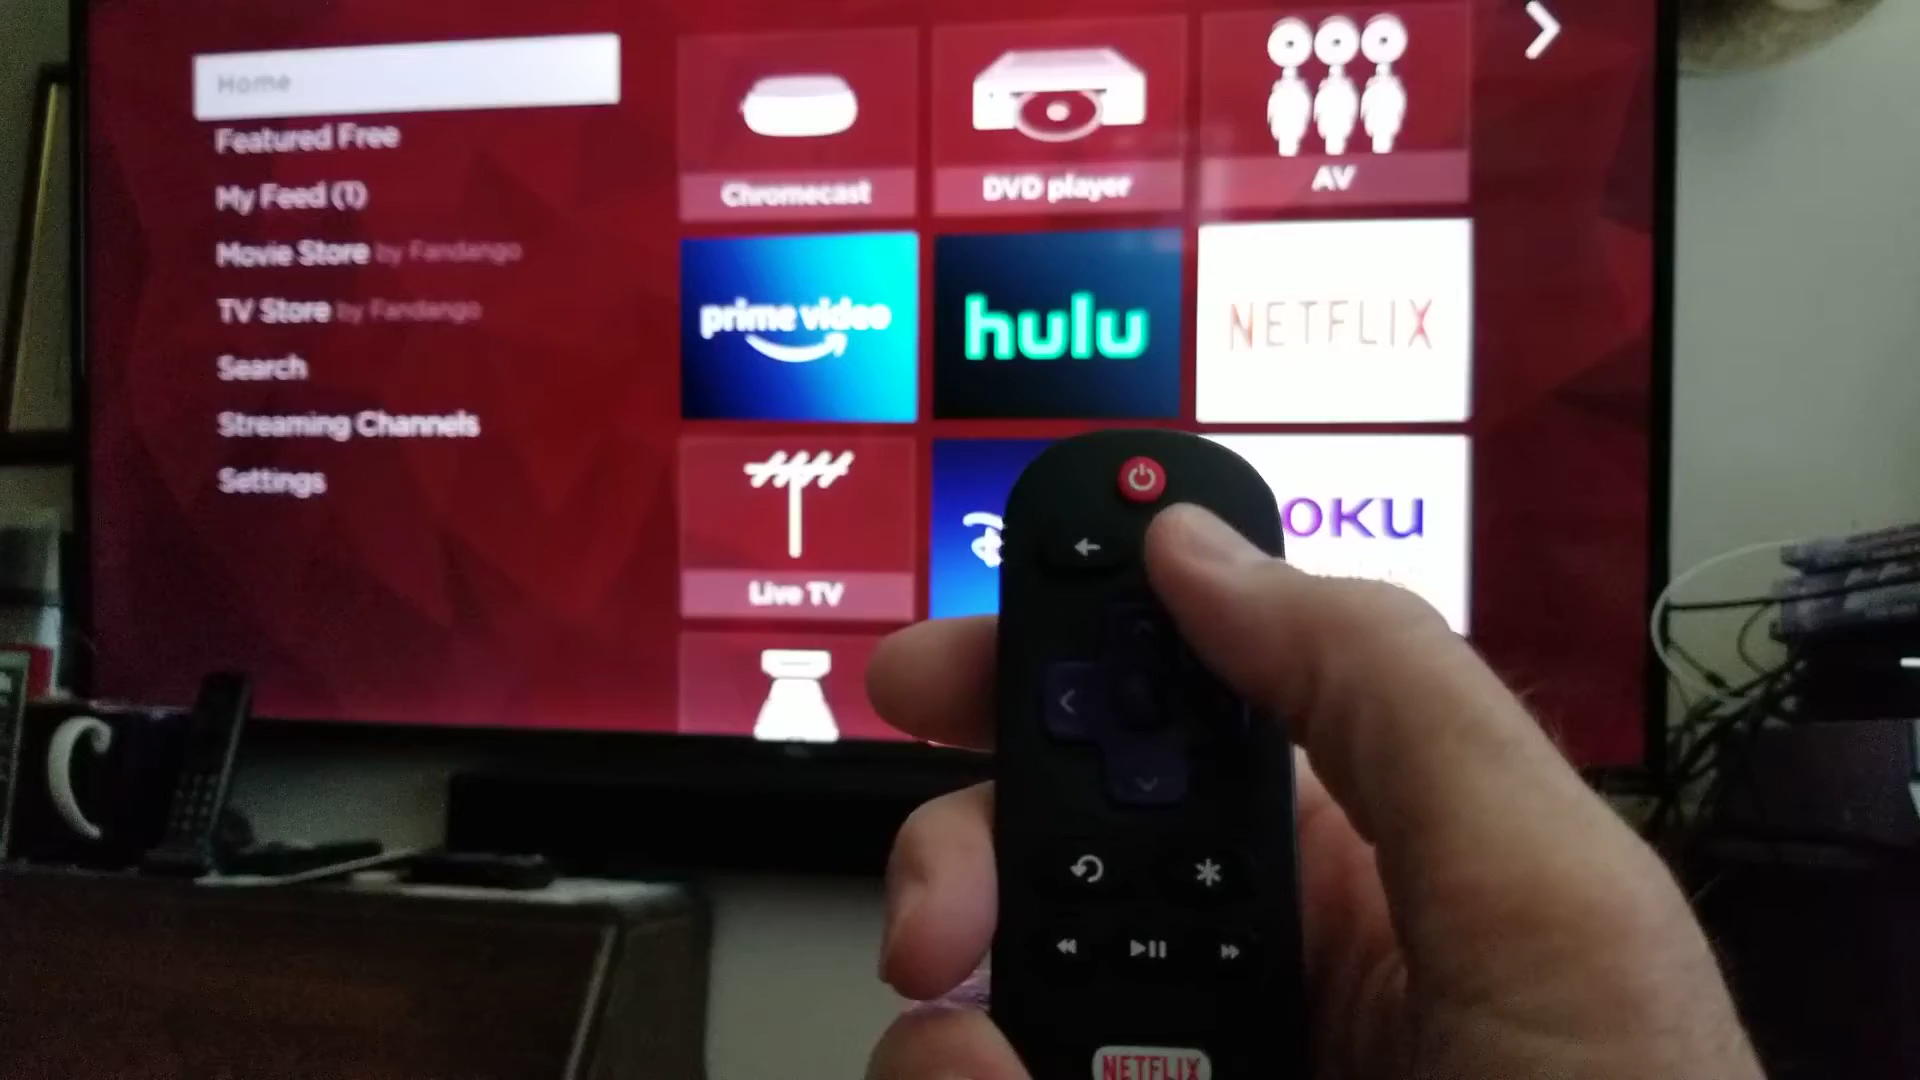 Home
Featured Free
My Feed (1)
Movie Store by Fandango
TV Store by Fandango
Search
Streaming Channels
Settings
Chromecast
DVD player
AV
prime video
hulu
NETFLIX
Live TV
OKU
NETFLIX